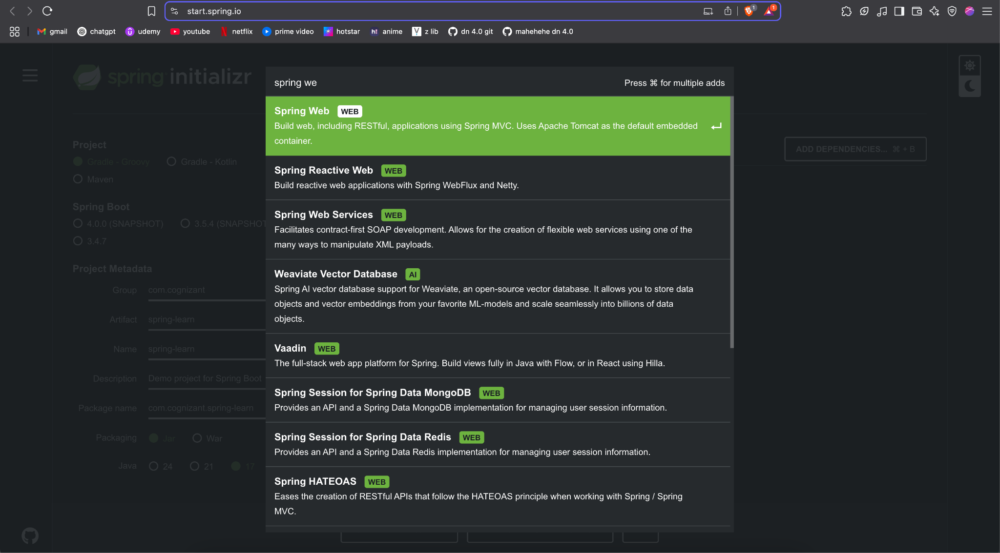 start.spring.io
1
1
gmail
chatgpt
udemy
youtube
netflix
prime video
hotstar
h!
anime
z lib
dn 4.0 git
mahehehe dn 4.0
spring initializr
spring we
Press ⌘ for multiple adds
Spring Web WEB
Build web, including RESTful, applications using Spring MVC. Uses Apache Tomcat as the default embedded
container.
Spring Reactive Web WEB
Build reactive web applications with Spring WebFlux and Netty.
Spring Web Services WEB
Facilitates contract-first SOAP development. Allows for the creation of flexible web services using one of the
many ways to manipulate XML payloads.
Weaviate Vector Database AI
Spring AI vector database support for Weaviate, an open-source vector database. It allows you to store data
objects and vector embeddings from your favorite ML-models and scale seamlessly into billions of data
objects.
Vaadin WEB
The full-stack web app platform for Spring. Build views fully in Java with Flow, or in React using Hilla.
Spring Session for Spring Data MongoDB WEB
Provides an API and a Spring Data MongoDB implementation for managing user session information.
Spring Session for Spring Data Redis WEB
Provides an API and a Spring Data Redis implementation for managing user session information.
Spring HATEOAS WEB
Eases the creation of RESTful APIs that follow the HATEOAS principle when working with Spring / Spring
MVC.
Project
Gradle - Groovy
Gradle - Kotlin
Maven
Spring Boot
4.0.0 (SNAPSHOT)
3.5.4 (SNAPSHOT
3.4.7
Project Metadata
Group com.cognizant
Artifact spring-learn
Name spring-learn
Description Demo project for Spring Boot
Package name com.cognizant.spring-learn
Packaging Jar War
Java 24 21 17
ADD DEPENDENCIES... ⌘ + B